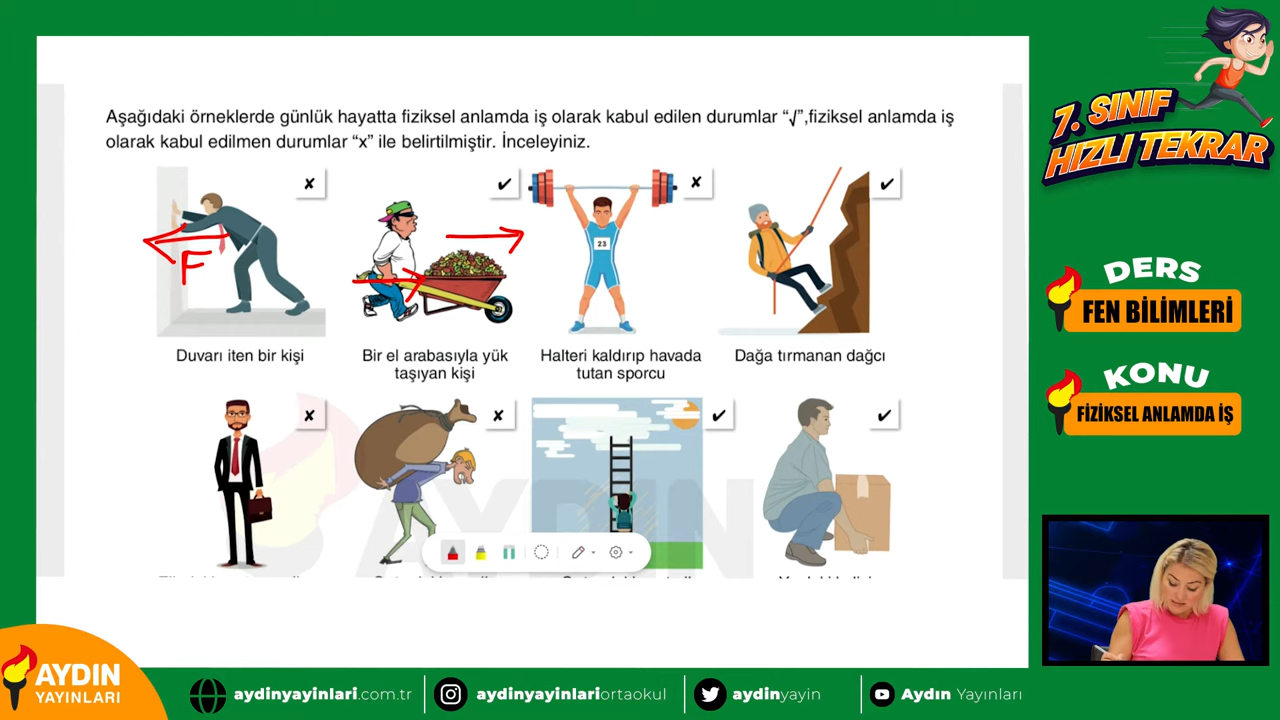 Aşağıdaki örneklerde günlük hayatta fiziksel anlamda iş olarak kabul edilen durumlar “√”,fiziksel anlamda iş
olarak kabul edilmen durumlar “x” ile belirtilmiştir. İnceleyiniz.
✘
✔
✘
✔
F
23
Duvarı iten bir kişi
Bir el arabasıyla yük
taşıyan kişi
Halteri kaldırıp havada
tutan sporcu
Dağa tırmanan dağcı
✘
✘
✔
✔
AYDIN
7. SINIF
HIZLI TEKRAR
DERS
FEN BİLİMLERİ
KONU
FİZİKSEL ANLAMDA İŞ
AYDIN
YAYINLARI
aydinyayinlari.com.tr
aydinyayinlariortaokul
aydinyayin
Aydın Yayınları